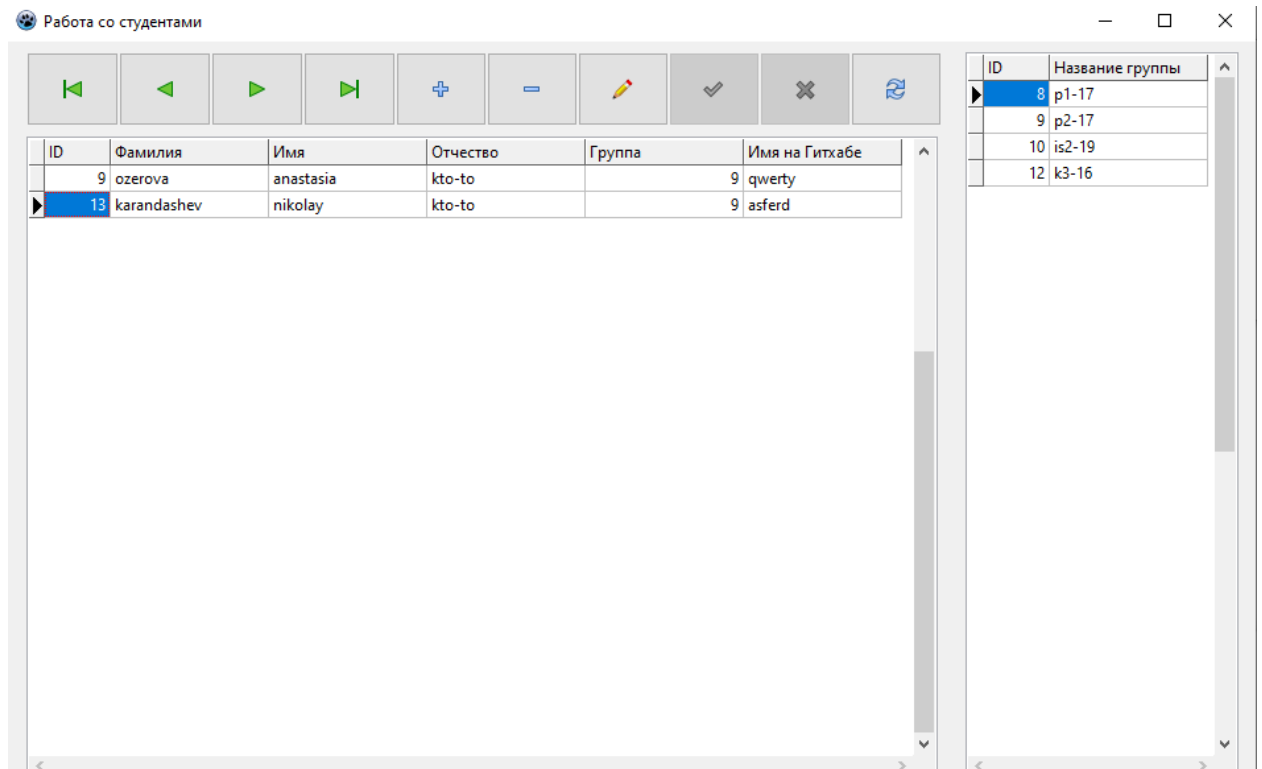 Работа со студентами
ID Фамилия Имя Отчество Группа Имя на Гитхабе
9 ozerova anastasia kto-to 9 qwerty
13 karandashev nikolay kto-to 9 asferd
ID Название группы
8 p1-17
9 p2-17
10 is2-19
12 k3-16